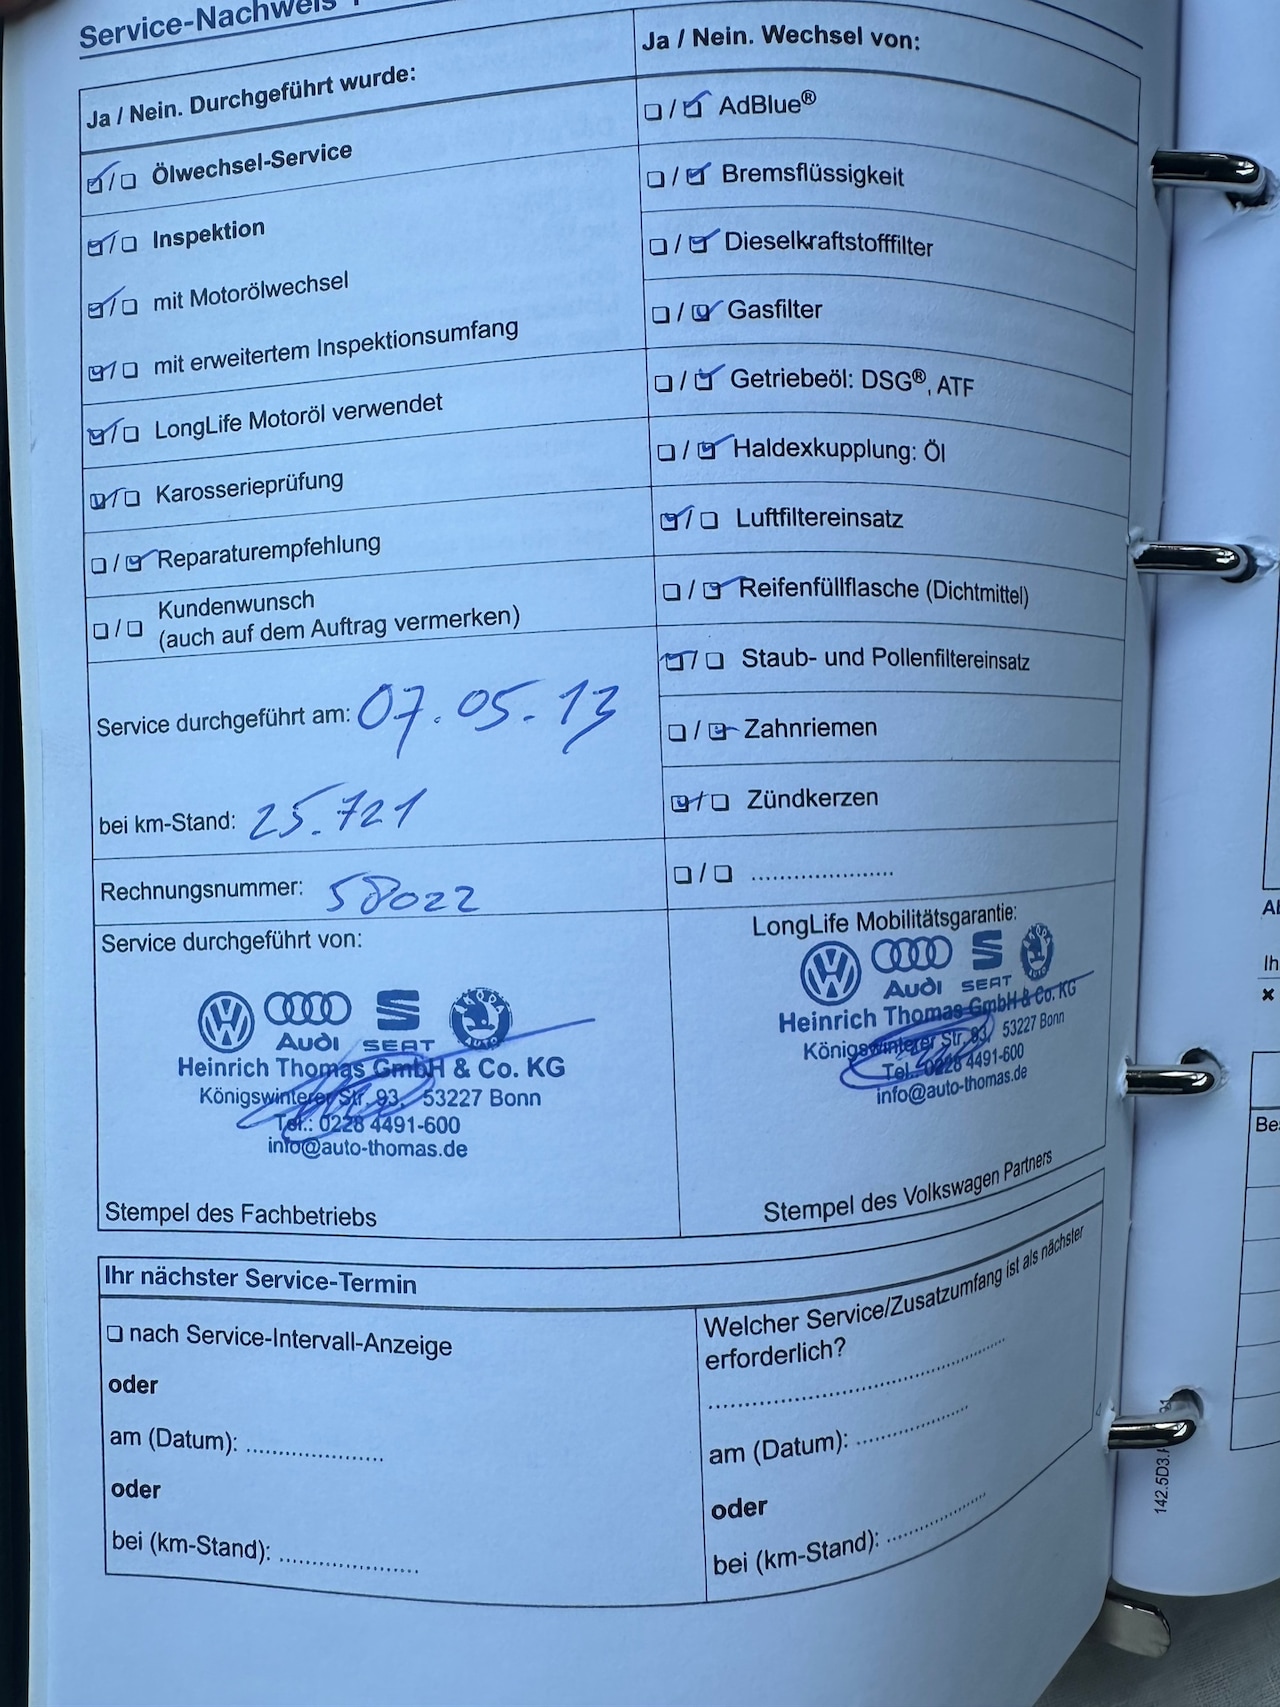 Service-Nachweis
Ja / Nein. Durchgeführt wurde:
☑/☐ Ölwechsel-Service
☑/☐ Inspektion
☑/☐ mit Motorölwechsel
☑/☐ mit erweitertem Inspektionsumfang
☑/☐ LongLife Motoröl verwendet
☑/☐ Karosserieprüfung
☐/☑ Reparaturempfehlung
☐/☐ Kundenwunsch
(auch auf dem Auftrag vermerken)
Service durchgeführt am: 07.05.13
bei km-Stand: 25.721
Rechnungsnummer: 58022
Service durchgeführt von:
Audi SEAT SKODA
Heinrich Thomas GmbH & Co. KG
Königswinterer Str. 93, 53227 Bonn
Tel.: 0228 4491-600
info@auto-thomas.de
Stempel des Fachbetriebs
Ja / Nein. Wechsel von:
☐/☑ AdBlue®
☐/☑ Bremsflüssigkeit
☐/☑ Dieselkraftstofffilter
☐/☑ Gasfilter
☐/☑ Getriebeöl: DSG®, ATF
☐/☑ Haldexkupplung: Öl
☑/☐ Luftfiltereinsatz
☐/☑ Reifenfüllflasche (Dichtmittel)
☑/☐ Staub- und Pollenfiltereinsatz
☐/☑ Zahnriemen
☑/☐ Zündkerzen
☐/☐ ......................
LongLife Mobilitätsgarantie:
Audi SEAT SKODA
Heinrich Thomas GmbH & Co. KG
Königswinterer Str. 93, 53227 Bonn
Tel.: 0228 4491-600
info@auto-thomas.de
Stempel des Volkswagen Partners
Ihr nächster Service-Termin
☐ nach Service-Intervall-Anzeige
oder
am (Datum): ......................
oder
bei (km-Stand): ......................
Welcher Service/Zusatzumfang ist als nächster
erforderlich?
......................
am (Datum): ......................
oder
bei (km-Stand): ......................
Ih
Be
142.5D3.